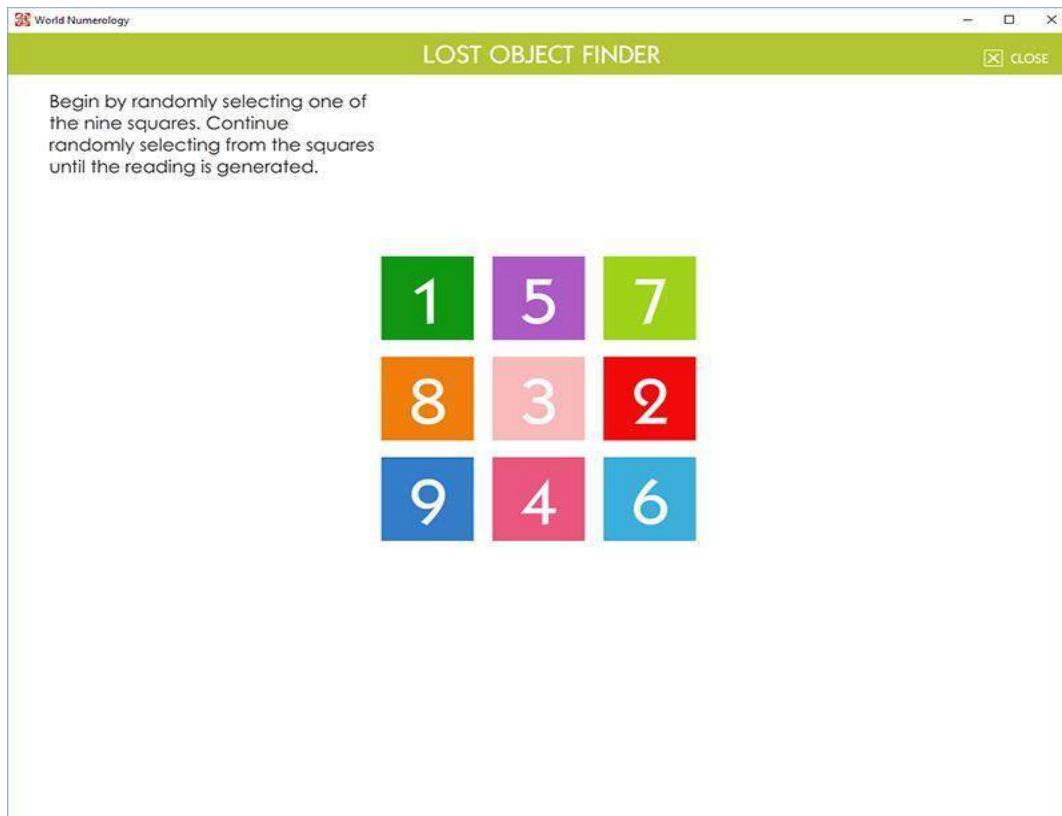 World Numerology
LOST OBJECT FINDER
CLOSE
Begin by randomly selecting one of
the nine squares. Continue
randomly selecting from the squares
until the reading is generated.
1 5 7
8 3 2
9 4 6